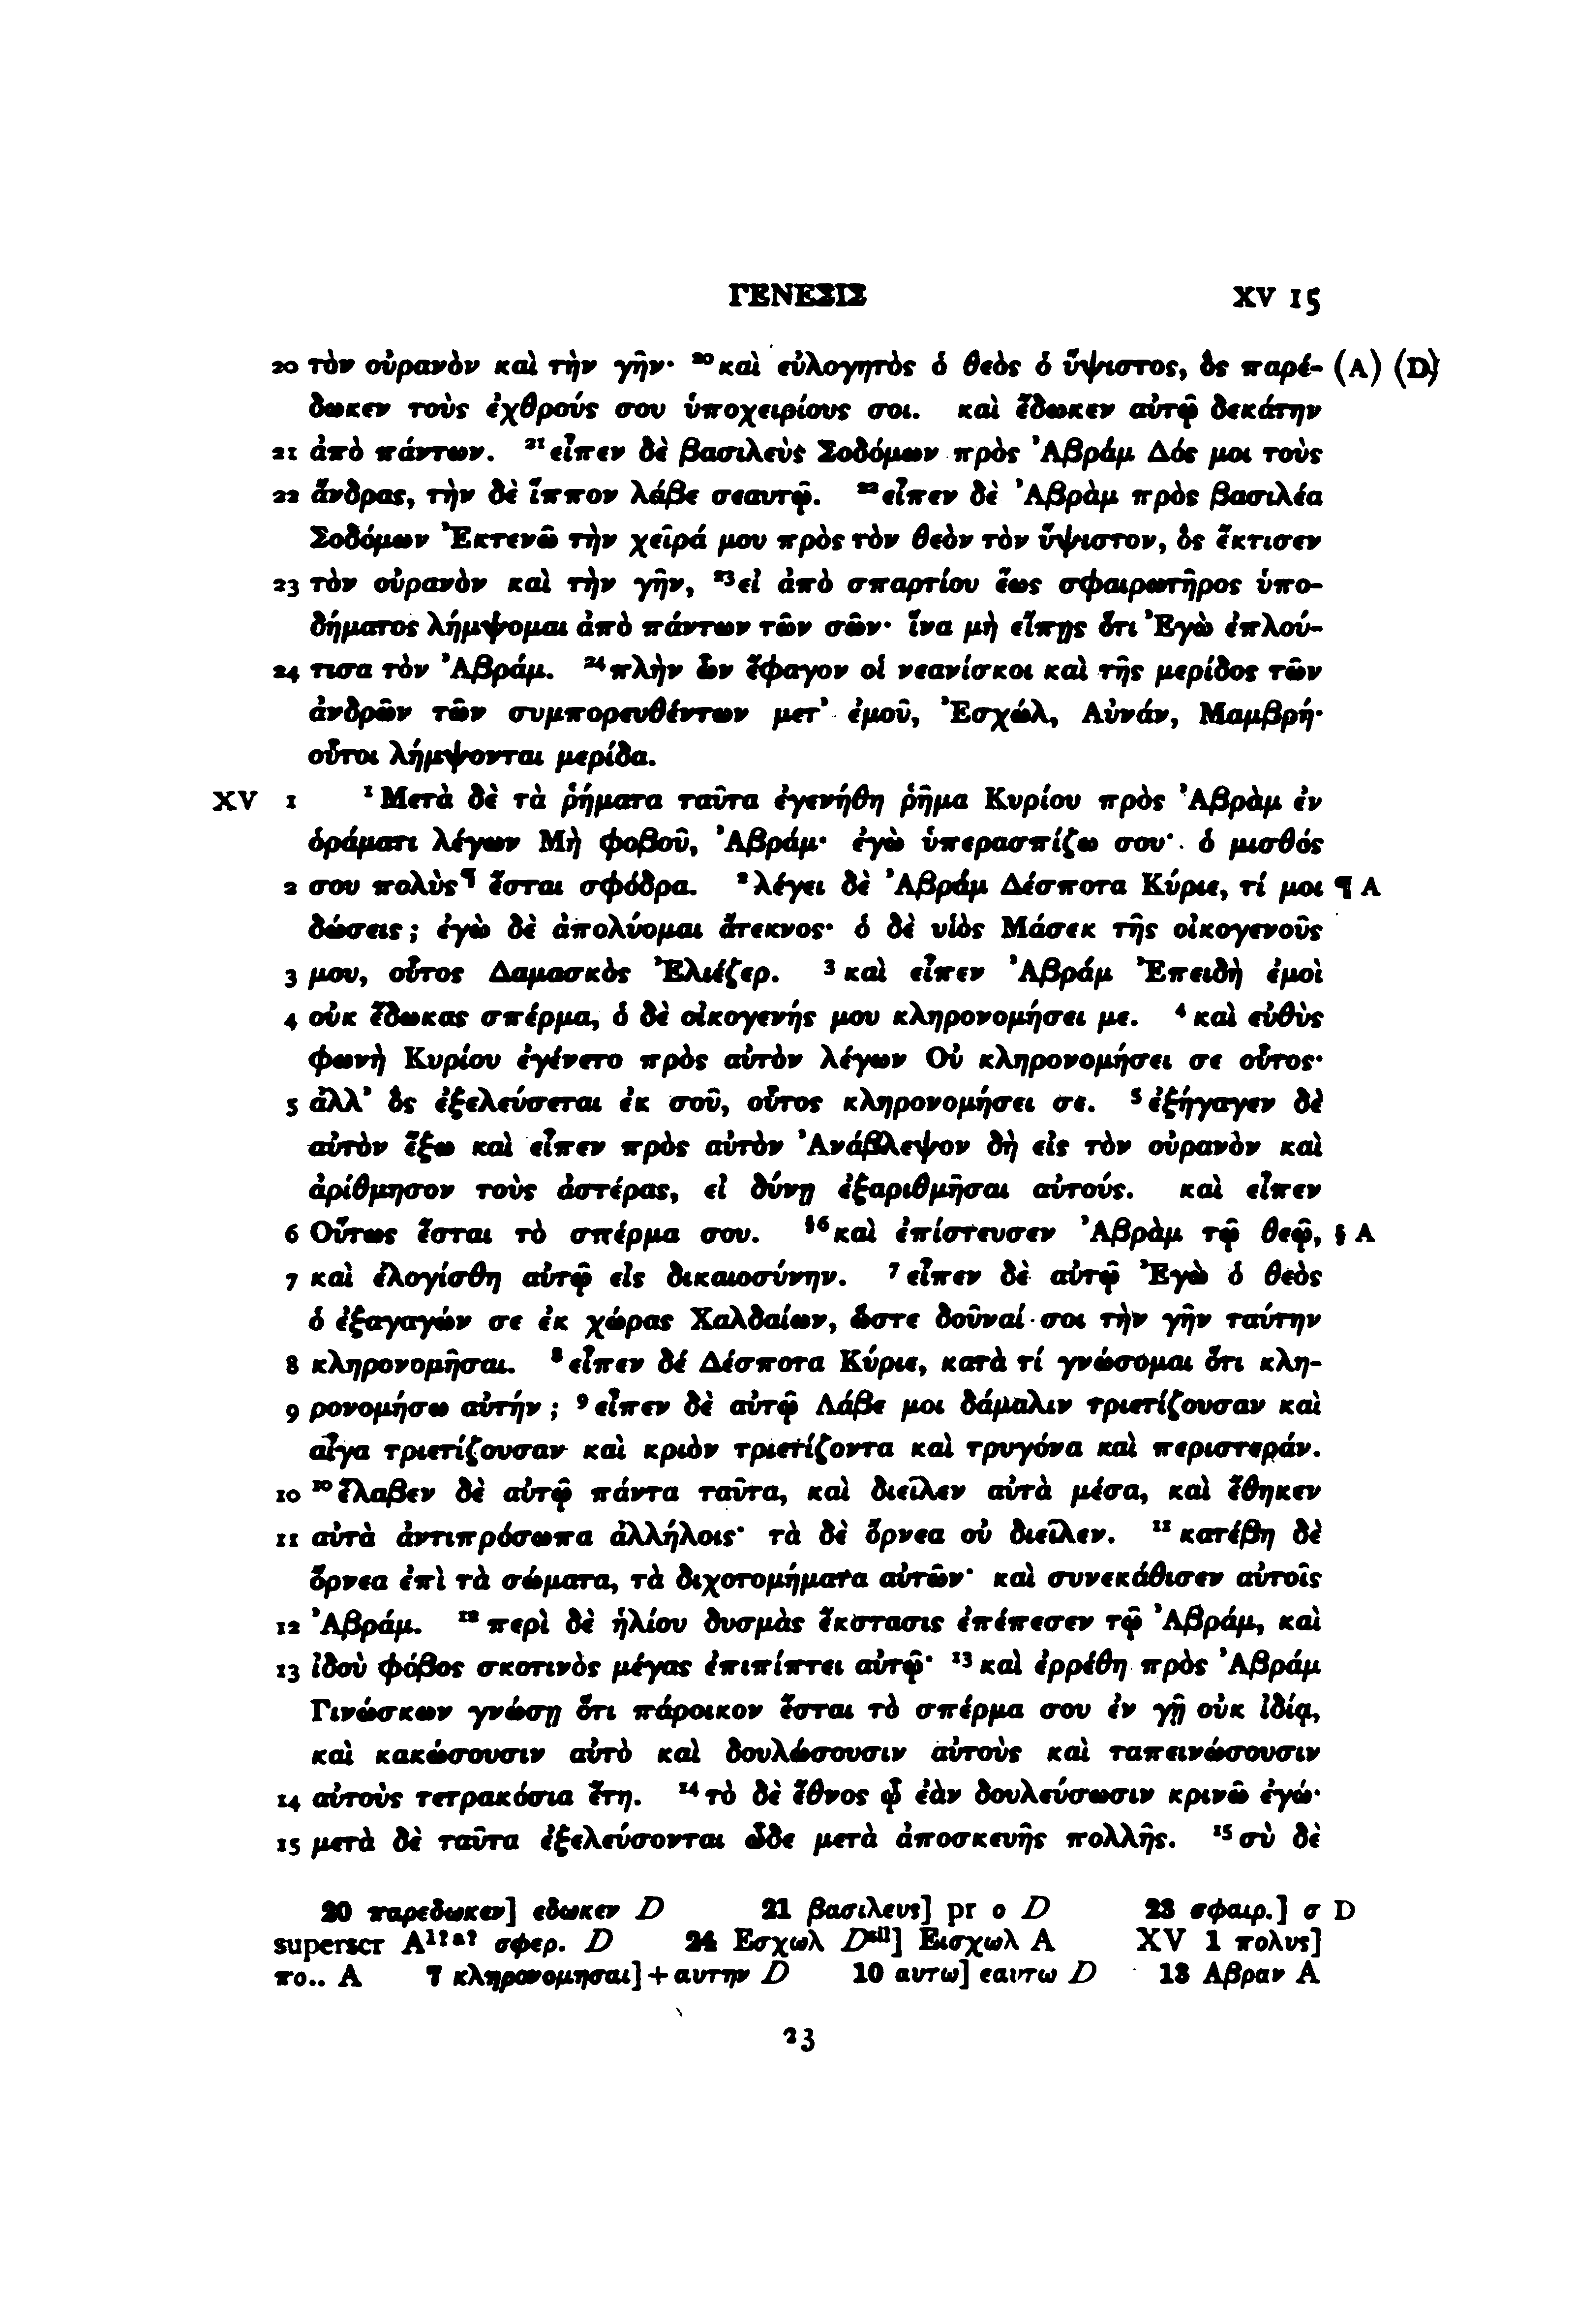 ΓΕΝΕΣΙΣ XV 15
20 τὸν οὐρανὸν καὶ τὴν γῆν· ²⁰καὶ εὐλογητὸς ὁ θεὸς ὁ ὕψιστος, ὃς παρέ- (A) (D)
δωκεν τοὺς ἐχθρούς σου ὑποχειρίους σοι. καὶ ἔδωκεν αὐτῷ δεκάτην
21 ἀπὸ πάντων. ²¹εἶπεν δὲ βασιλεὺς Σοδόμων πρὸς Ἀβράμ Δός μοι τοὺς
22 ἄνδρας, τὴν δὲ ἵππον λάβε σεαυτῷ. ²²εἶπεν δὲ Ἀβρὰμ πρὸς βασιλέα
Σοδόμων Ἐκτενῶ τὴν χεῖρά μου πρὸς τὸν θεὸν τὸν ὕψιστον, ὃς ἔκτισεν
23 τὸν οὐρανὸν καὶ τὴν γῆν, ²³εἰ ἀπὸ σπαρτίου ἕως σφαιρωτῆρος ὑπο-
δήματος λήμψομαι ἀπὸ πάντων τῶν σῶν· ἵνα μὴ εἴπῃς ὅτι Ἐγὼ ἐπλού-
24 τισα τὸν Ἀβράμ. ²⁴πλὴν ὧν ἔφαγον οἱ νεανίσκοι καὶ τῆς μερίδος τῶν
ἀνδρῶν τῶν συμπορευθέντων μετ’ ἐμοῦ, Ἐσχώλ, Αὐνάν, Μαμβρή·
οὗτοι λήμψονται μερίδα.
XV 1 ¹Μετὰ δὲ τὰ ῥήματα ταῦτα ἐγενήθη ῥῆμα Κυρίου πρὸς Ἀβρὰμ ἐν
ὁράματι λέγων Μὴ φοβοῦ, Ἀβράμ· ἐγὼ ὑπερασπίζω σου· ὁ μισθός
2 σου πολὺς¶ ἔσται σφόδρα. ²λέγει δὲ Ἀβράμ Δέσποτα Κύριε, τί μοι ¶ A
δώσεις; ἐγὼ δὲ ἀπολύομαι ἄτεκνος· ὁ δὲ υἱὸς Μάσεκ τῆς οἰκογενοῦς
3 μου, οὗτος Δαμασκὸς Ἐλιέζερ. ³καὶ εἶπεν Ἀβράμ Ἐπειδὴ ἐμοὶ
4 οὐκ ἔδωκας σπέρμα, ὁ δὲ οἰκογενής μου κληρονομήσει με. ⁴καὶ εὐθὺς
φωνὴ Κυρίου ἐγένετο πρὸς αὐτὸν λέγων Οὐ κληρονομήσει σε οὗτος·
5 ἀλλ’ ὃς ἐξελεύσεται ἐκ σοῦ, οὗτος κληρονομήσει σε. ⁵ἐξήγαγεν δὲ
αὐτὸν ἔξω καὶ εἶπεν πρὸς αὐτὸν Ἀνάβλεψον δὴ εἰς τὸν οὐρανὸν καὶ
ἀρίθμησον τοὺς ἀστέρας, εἰ δύνῃ ἐξαριθμῆσαι αὐτούς. καὶ εἶπεν
6 Οὕτως ἔσται τὸ σπέρμα σου. §⁶καὶ ἐπίστευσεν Ἀβρὰμ τῷ θεῷ, § A
7 καὶ ἐλογίσθη αὐτῷ εἰς δικαιοσύνην. ⁷εἶπεν δὲ αὐτῷ Ἐγὼ ὁ θεὸς
ὁ ἐξαγαγών σε ἐκ χώρας Χαλδαίων, ὥστε δοῦναί σοι τὴν γῆν ταύτην
8 κληρονομῆσαι. ⁸εἶπεν δέ Δέσποτα Κύριε, κατὰ τί γνώσομαι ὅτι κλη-
9 ρονομήσω αὐτήν; ⁹εἶπεν δὲ αὐτῷ Λάβε μοι δάμαλιν τριετίζουσαν καὶ
αἶγα τριετίζουσαν καὶ κριὸν τριετίζοντα καὶ τρυγόνα καὶ περιστεράν.
10 ¹⁰ἔλαβεν δὲ αὐτῷ πάντα ταῦτα, καὶ διεῖλεν αὐτὰ μέσα, καὶ ἔθηκεν
11 αὐτὰ ἀντιπρόσωπα ἀλλήλοις· τὰ δὲ ὄρνεα οὐ διεῖλεν. ¹¹κατέβη δὲ
ὄρνεα ἐπὶ τὰ σώματα, τὰ διχοτομήματα αὐτῶν· καὶ συνεκάθισεν αὐτοῖς
12 Ἀβράμ. ¹²περὶ δὲ ἡλίου δυσμὰς ἔκστασις ἐπέπεσεν τῷ Ἀβράμ, καὶ
13 ἰδοὺ φόβος σκοτινὸς μέγας ἐπιπίπτει αὐτῷ· ¹³καὶ ἐρρέθη πρὸς Ἀβράμ
Γινώσκων γνώσῃ ὅτι πάροικον ἔσται τὸ σπέρμα σου ἐν γῇ οὐκ ἰδίᾳ,
καὶ κακώσουσιν αὐτὸ καὶ δουλώσουσιν αὐτοὺς καὶ ταπεινώσουσιν
14 αὐτοὺς τετρακόσια ἔτη. ¹⁴τὸ δὲ ἔθνος ᾧ ἐὰν δουλεύσωσιν κρινῶ ἐγώ·
15 μετὰ δὲ ταῦτα ἐξελεύσονται ὧδε μετὰ ἀποσκευῆς πολλῆς. ¹⁵σὺ δὲ
20 παρεδωκεν] εδωκεν D 21 βασιλευς] pr ο D 23 σφαιρ.] σ D
superscr A¹ʔᵃʔ σφερ. D 24 Εσχωλ Dˢⁱˡ] Εισχωλ A XV 1 πολυς]
πο.. A 7 κληρονομησαι]+αυτην D 10 αυτω] εαυτω D 13 Αβραν A
23